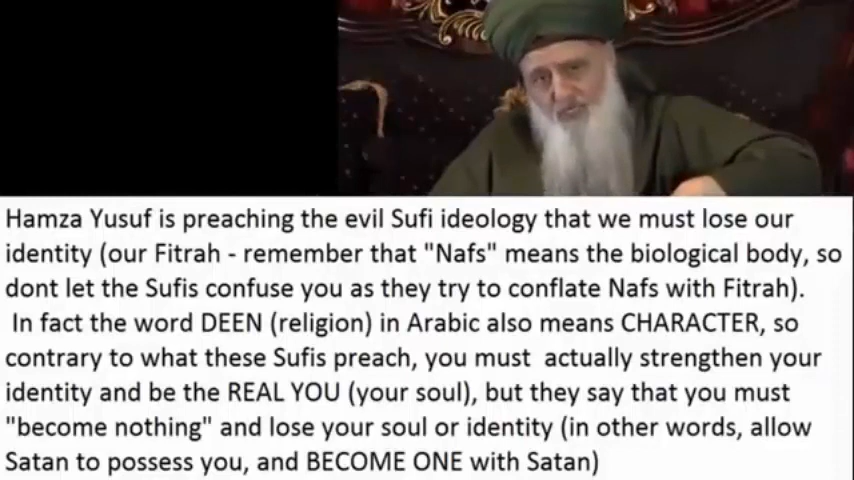 Hamza Yusuf is preaching the evil Sufi ideology that we must lose our
identity (our Fitrah - remember that "Nafs" means the biological body, so
dont let the Sufis confuse you as they try to conflate Nafs with Fitrah).
In fact the word DEEN (religion) in Arabic also means CHARACTER, so
contrary to what these Sufis preach, you must  actually strengthen your
identity and be the REAL YOU (your soul), but they say that you must
"become nothing" and lose your soul or identity (in other words, allow
Satan to possess you, and BECOME ONE with Satan)